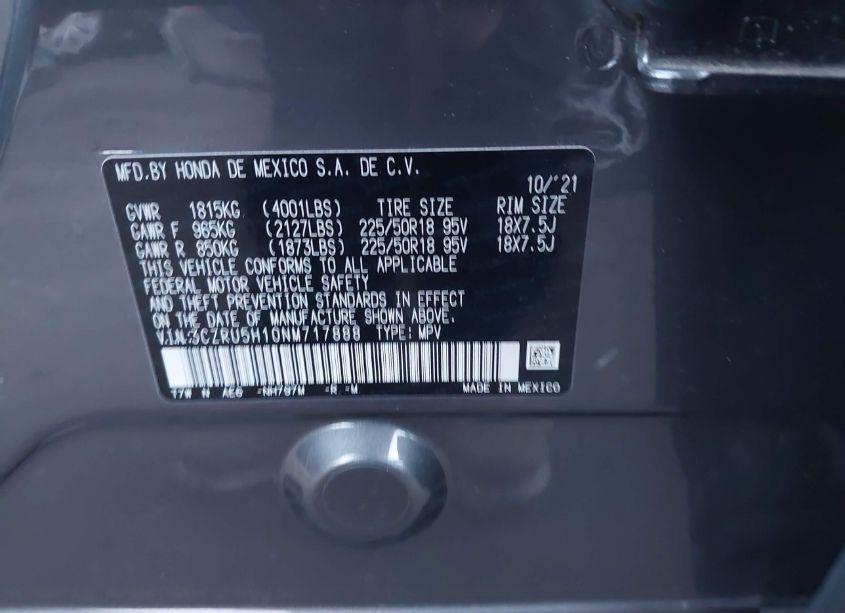 MFD.BY HONDA DE MEXICO S.A. DE C.V.
10/'21
GVWR 1815KG (4001LBS) TIRE SIZE RIM SIZE
GAWR F 965KG (2127LBS) 225/50R18 95V 18X7.5J
GAWR R 850KG (1873LBS) 225/50R18 95V 18X7.5J
THIS VEHICLE CONFORMS TO ALL APPLICABLE
FEDERAL MOTOR VEHICLE SAFETY
AND THEFT PREVENTION STANDARDS IN EFFECT
ON THE DATE OF MANUFACTURE SHOWN ABOVE.
V.I.N:3CZRU5H10NM717888 TYPE: MPV
T7W N AEG -NH797M -R -M MADE IN MEXICO